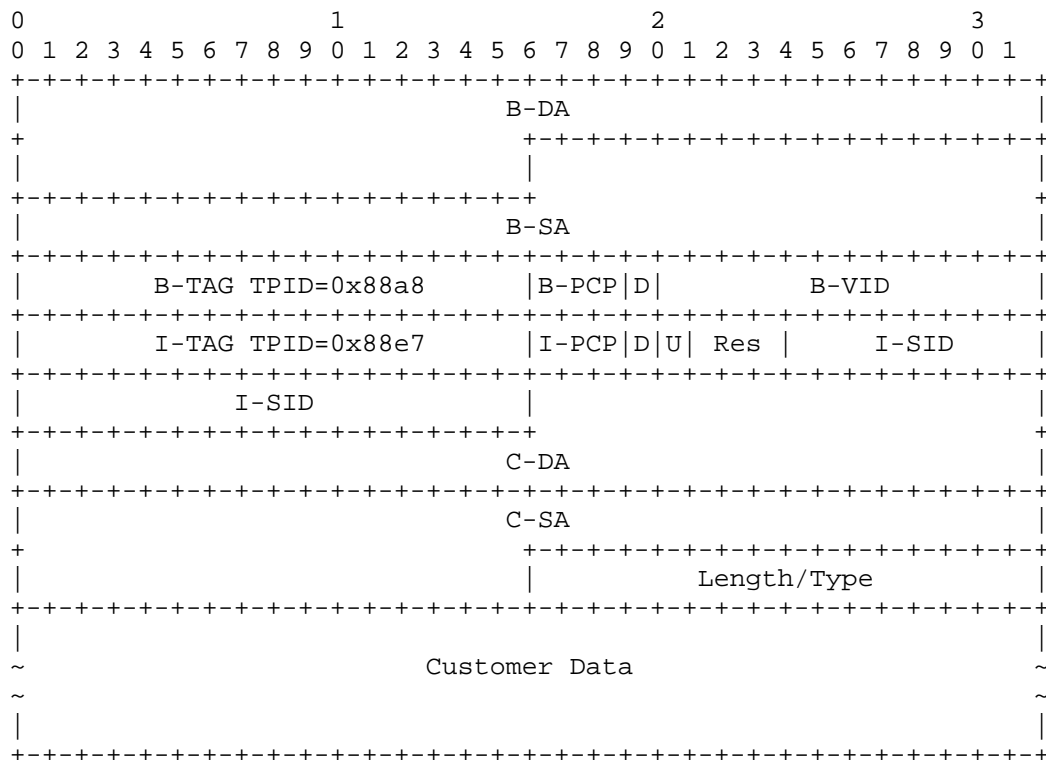 0                   1                   2                   3
0 1 2 3 4 5 6 7 8 9 0 1 2 3 4 5 6 7 8 9 0 1 2 3 4 5 6 7 8 9 0 1
+-+-+-+-+-+-+-+-+-+-+-+-+-+-+-+-+-+-+-+-+-+-+-+-+-+-+-+-+-+-+-+-+
|                              B-DA                             |
+                               +-+-+-+-+-+-+-+-+-+-+-+-+-+-+-+-+
|                               |                               |
+-+-+-+-+-+-+-+-+-+-+-+-+-+-+-+-+                               +
|                              B-SA                             |
+-+-+-+-+-+-+-+-+-+-+-+-+-+-+-+-+-+-+-+-+-+-+-+-+-+-+-+-+-+-+-+-+
|        B-TAG TPID=0x88a8      |B-PCP|D|         B-VID         |
+-+-+-+-+-+-+-+-+-+-+-+-+-+-+-+-+-+-+-+-+-+-+-+-+-+-+-+-+-+-+-+-+
|        I-TAG TPID=0x88e7      |I-PCP|D|U| Res |     I-SID     |
+-+-+-+-+-+-+-+-+-+-+-+-+-+-+-+-+-+-+-+-+-+-+-+-+-+-+-+-+-+-+-+-+
|             I-SID             |                               |
+-+-+-+-+-+-+-+-+-+-+-+-+-+-+-+-+                               +
|                              C-DA                             |
+-+-+-+-+-+-+-+-+-+-+-+-+-+-+-+-+-+-+-+-+-+-+-+-+-+-+-+-+-+-+-+-+
|                              C-SA                             |
+                               +-+-+-+-+-+-+-+-+-+-+-+-+-+-+-+-+
|                               |          Length/Type          |
+-+-+-+-+-+-+-+-+-+-+-+-+-+-+-+-+-+-+-+-+-+-+-+-+-+-+-+-+-+-+-+-+
|                                                               |
~                         Customer Data                         ~
~                                                               ~
|                                                               |
+-+-+-+-+-+-+-+-+-+-+-+-+-+-+-+-+-+-+-+-+-+-+-+-+-+-+-+-+-+-+-+-+